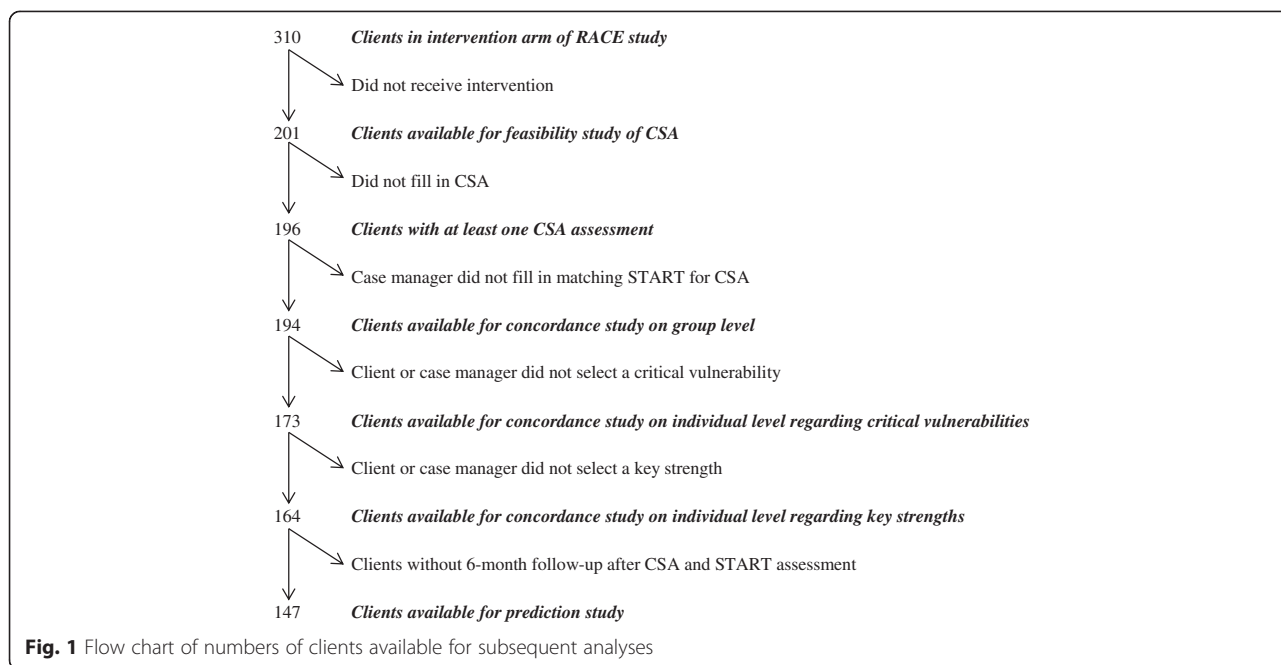 310 Clients in intervention arm of RACE study
Did not receive intervention
201 Clients available for feasibility study of CSA
Did not fill in CSA
196 Clients with at least one CSA assessment
Case manager did not fill in matching START for CSA
194 Clients available for concordance study on group level
Client or case manager did not select a critical vulnerability
173 Clients available for concordance study on individual level regarding critical vulnerabilities
Client or case manager did not select a key strength
164 Clients available for concordance study on individual level regarding key strengths
Clients without 6-month follow-up after CSA and START assessment
147 Clients available for prediction study
Fig. 1 Flow chart of numbers of clients available for subsequent analyses